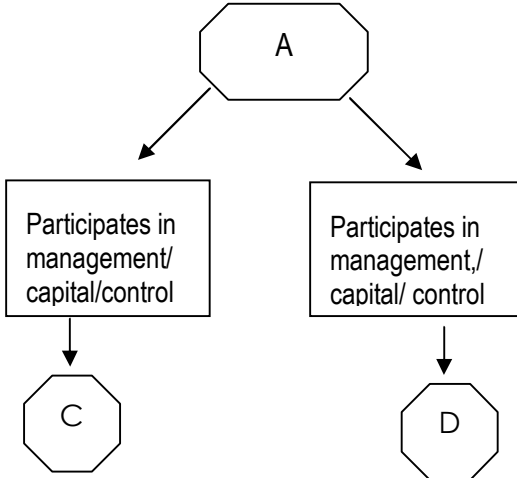 A
Participates in
management/
capital/control
Participates in
management,/
capital/ control
C
D